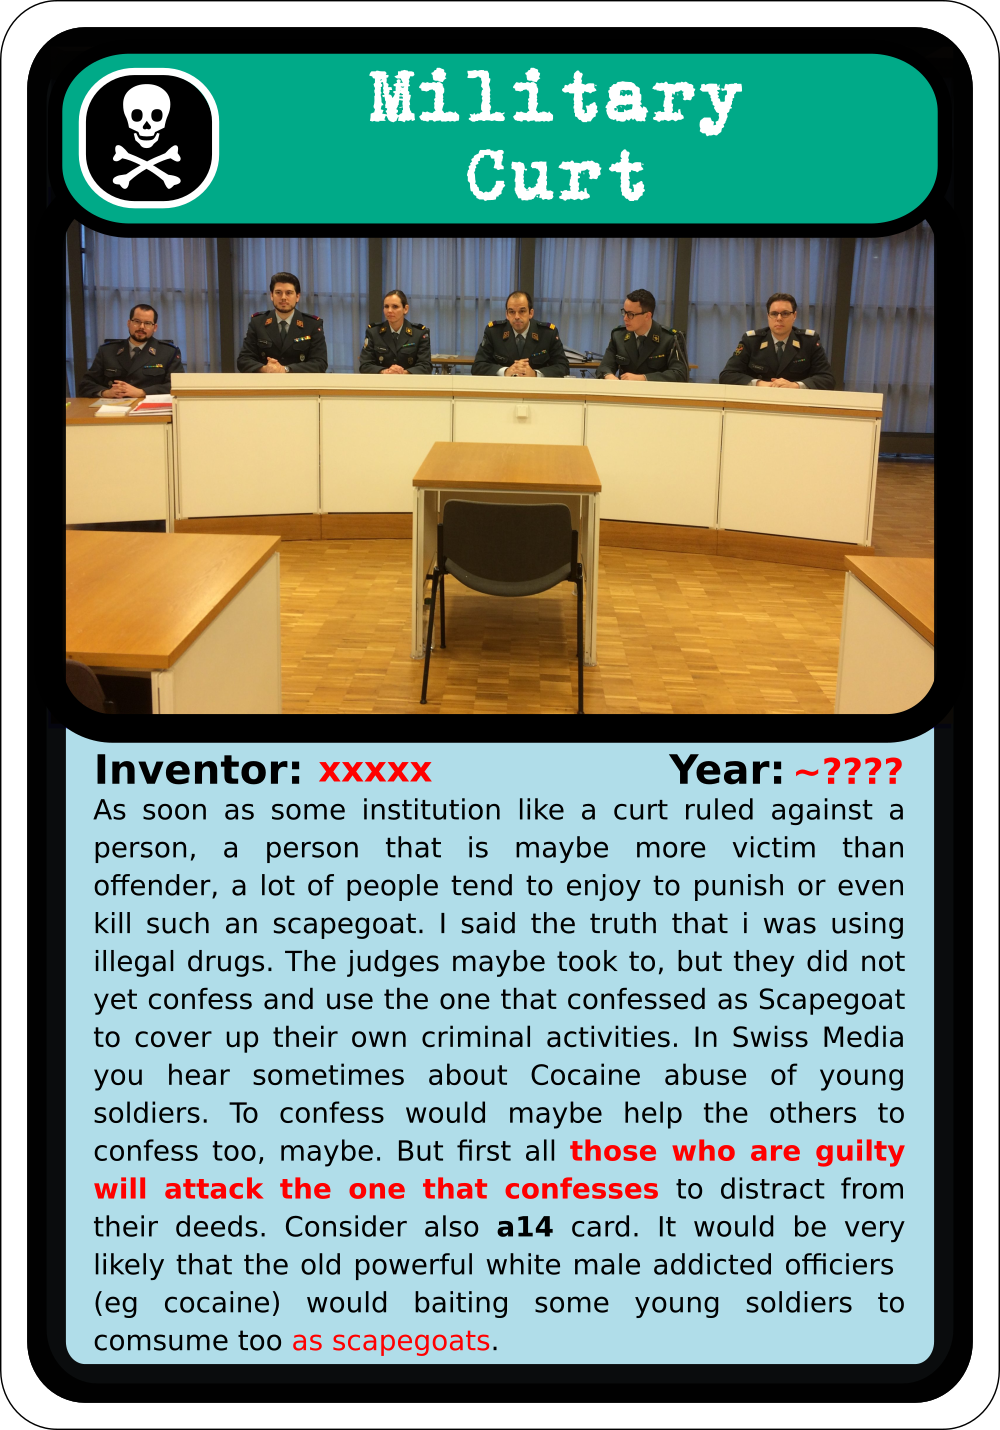 Military
Curt
Inventor: xxxxx Year: ~????
As soon as some institution like a curt ruled against a
person, a person that is maybe more victim than
offender, a lot of people tend to enjoy to punish or even
kill such an scapegoat. I said the truth that i was using
illegal drugs. The judges maybe took to, but they did not
yet confess and use the one that confessed as Scapegoat
to cover up their own criminal activities. In Swiss Media
you hear sometimes about Cocaine abuse of young
soldiers. To confess would maybe help the others to
confess too, maybe. But first all those who are guilty
will attack the one that confesses to distract from
their deeds. Consider also a14 card. It would be very
likely that the old powerful white male addicted officiers
(eg cocaine) would baiting some young soldiers to
comsume too as scapegoats.